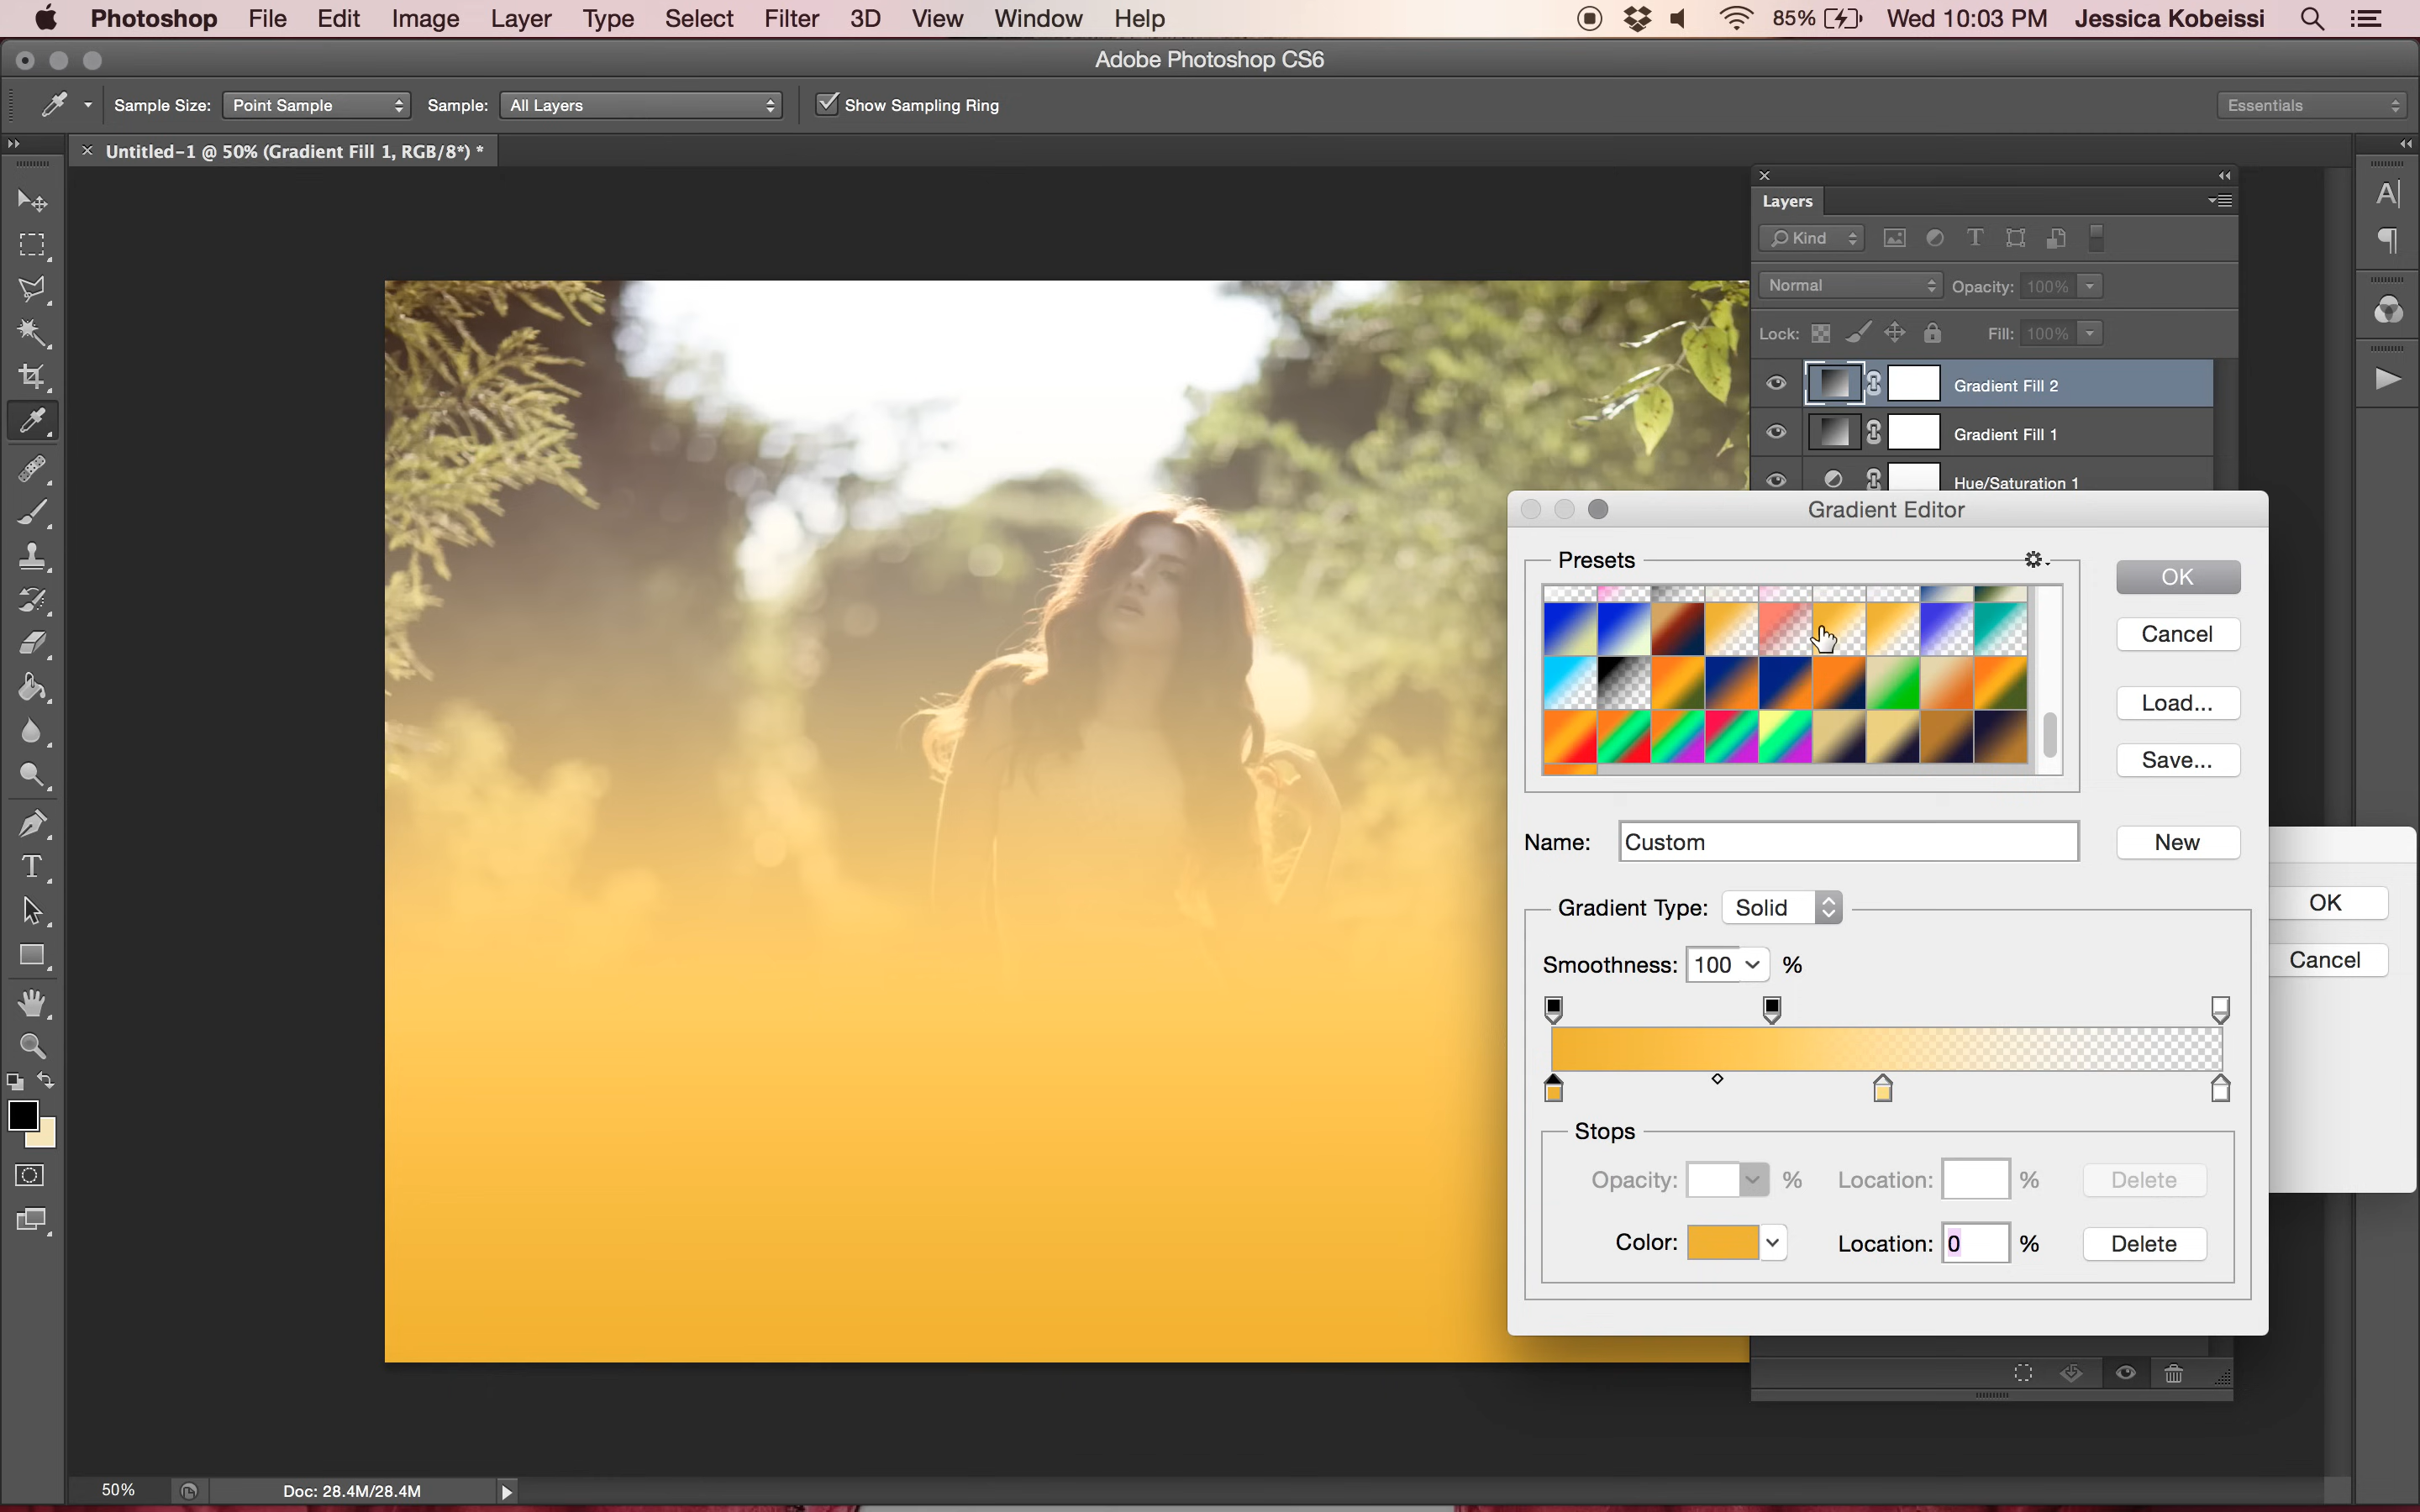 Photoshop File Edit Image Layer Type Select Filter 3D View Window Help 85% Wed 10:03 PM Jessica Kobeissi
Adobe Photoshop CS6
Sample Size: Point Sample Sample: All Layers Show Sampling Ring Essentials
Untitled-1 @ 50% (Gradient Fill 1, RGB/8*) *
Layers
Kind
Normal Opacity: 100%
Lock: Fill: 100%
Gradient Fill 2
Gradient Fill 1
Hue/Saturation 1
Gradient Editor
Presets
OK
Cancel
Load...
Save...
Name: Custom New
Gradient Type: Solid
OK
Smoothness: 100 %
Cancel
Stops
Opacity: % Location: % Delete
Color: Location: 0 % Delete
50% Doc: 28.4M/28.4M